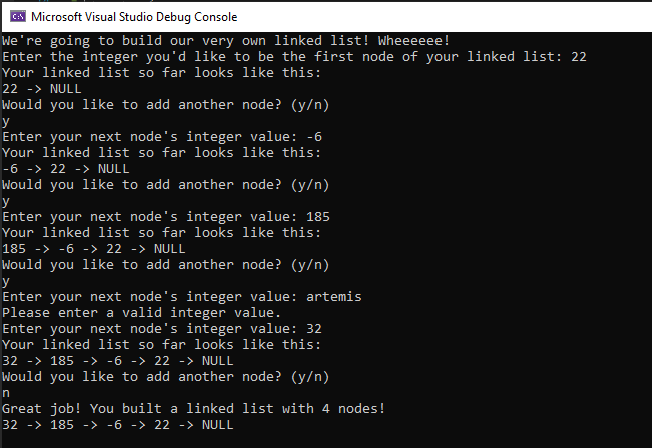 C:\ Microsoft Visual Studio Debug Console
We're going to build our very own linked list! Wheeeeee!
Enter the integer you'd like to be the first node of your linked list: 22
Your linked list so far looks like this:
22 -> NULL
Would you like to add another node? (y/n)
y
Enter your next node's integer value: -6
Your linked list so far looks like this:
-6 -> 22 -> NULL
Would you like to add another node? (y/n)
y
Enter your next node's integer value: 185
Your linked list so far looks like this:
185 -> -6 -> 22 -> NULL
Would you like to add another node? (y/n)
y
Enter your next node's integer value: artemis
Please enter a valid integer value.
Enter your next node's integer value: 32
Your linked list so far looks like this:
32 -> 185 -> -6 -> 22 -> NULL
Would you like to add another node? (y/n)
n
Great job! You built a linked list with 4 nodes!
32 -> 185 -> -6 -> 22 -> NULL